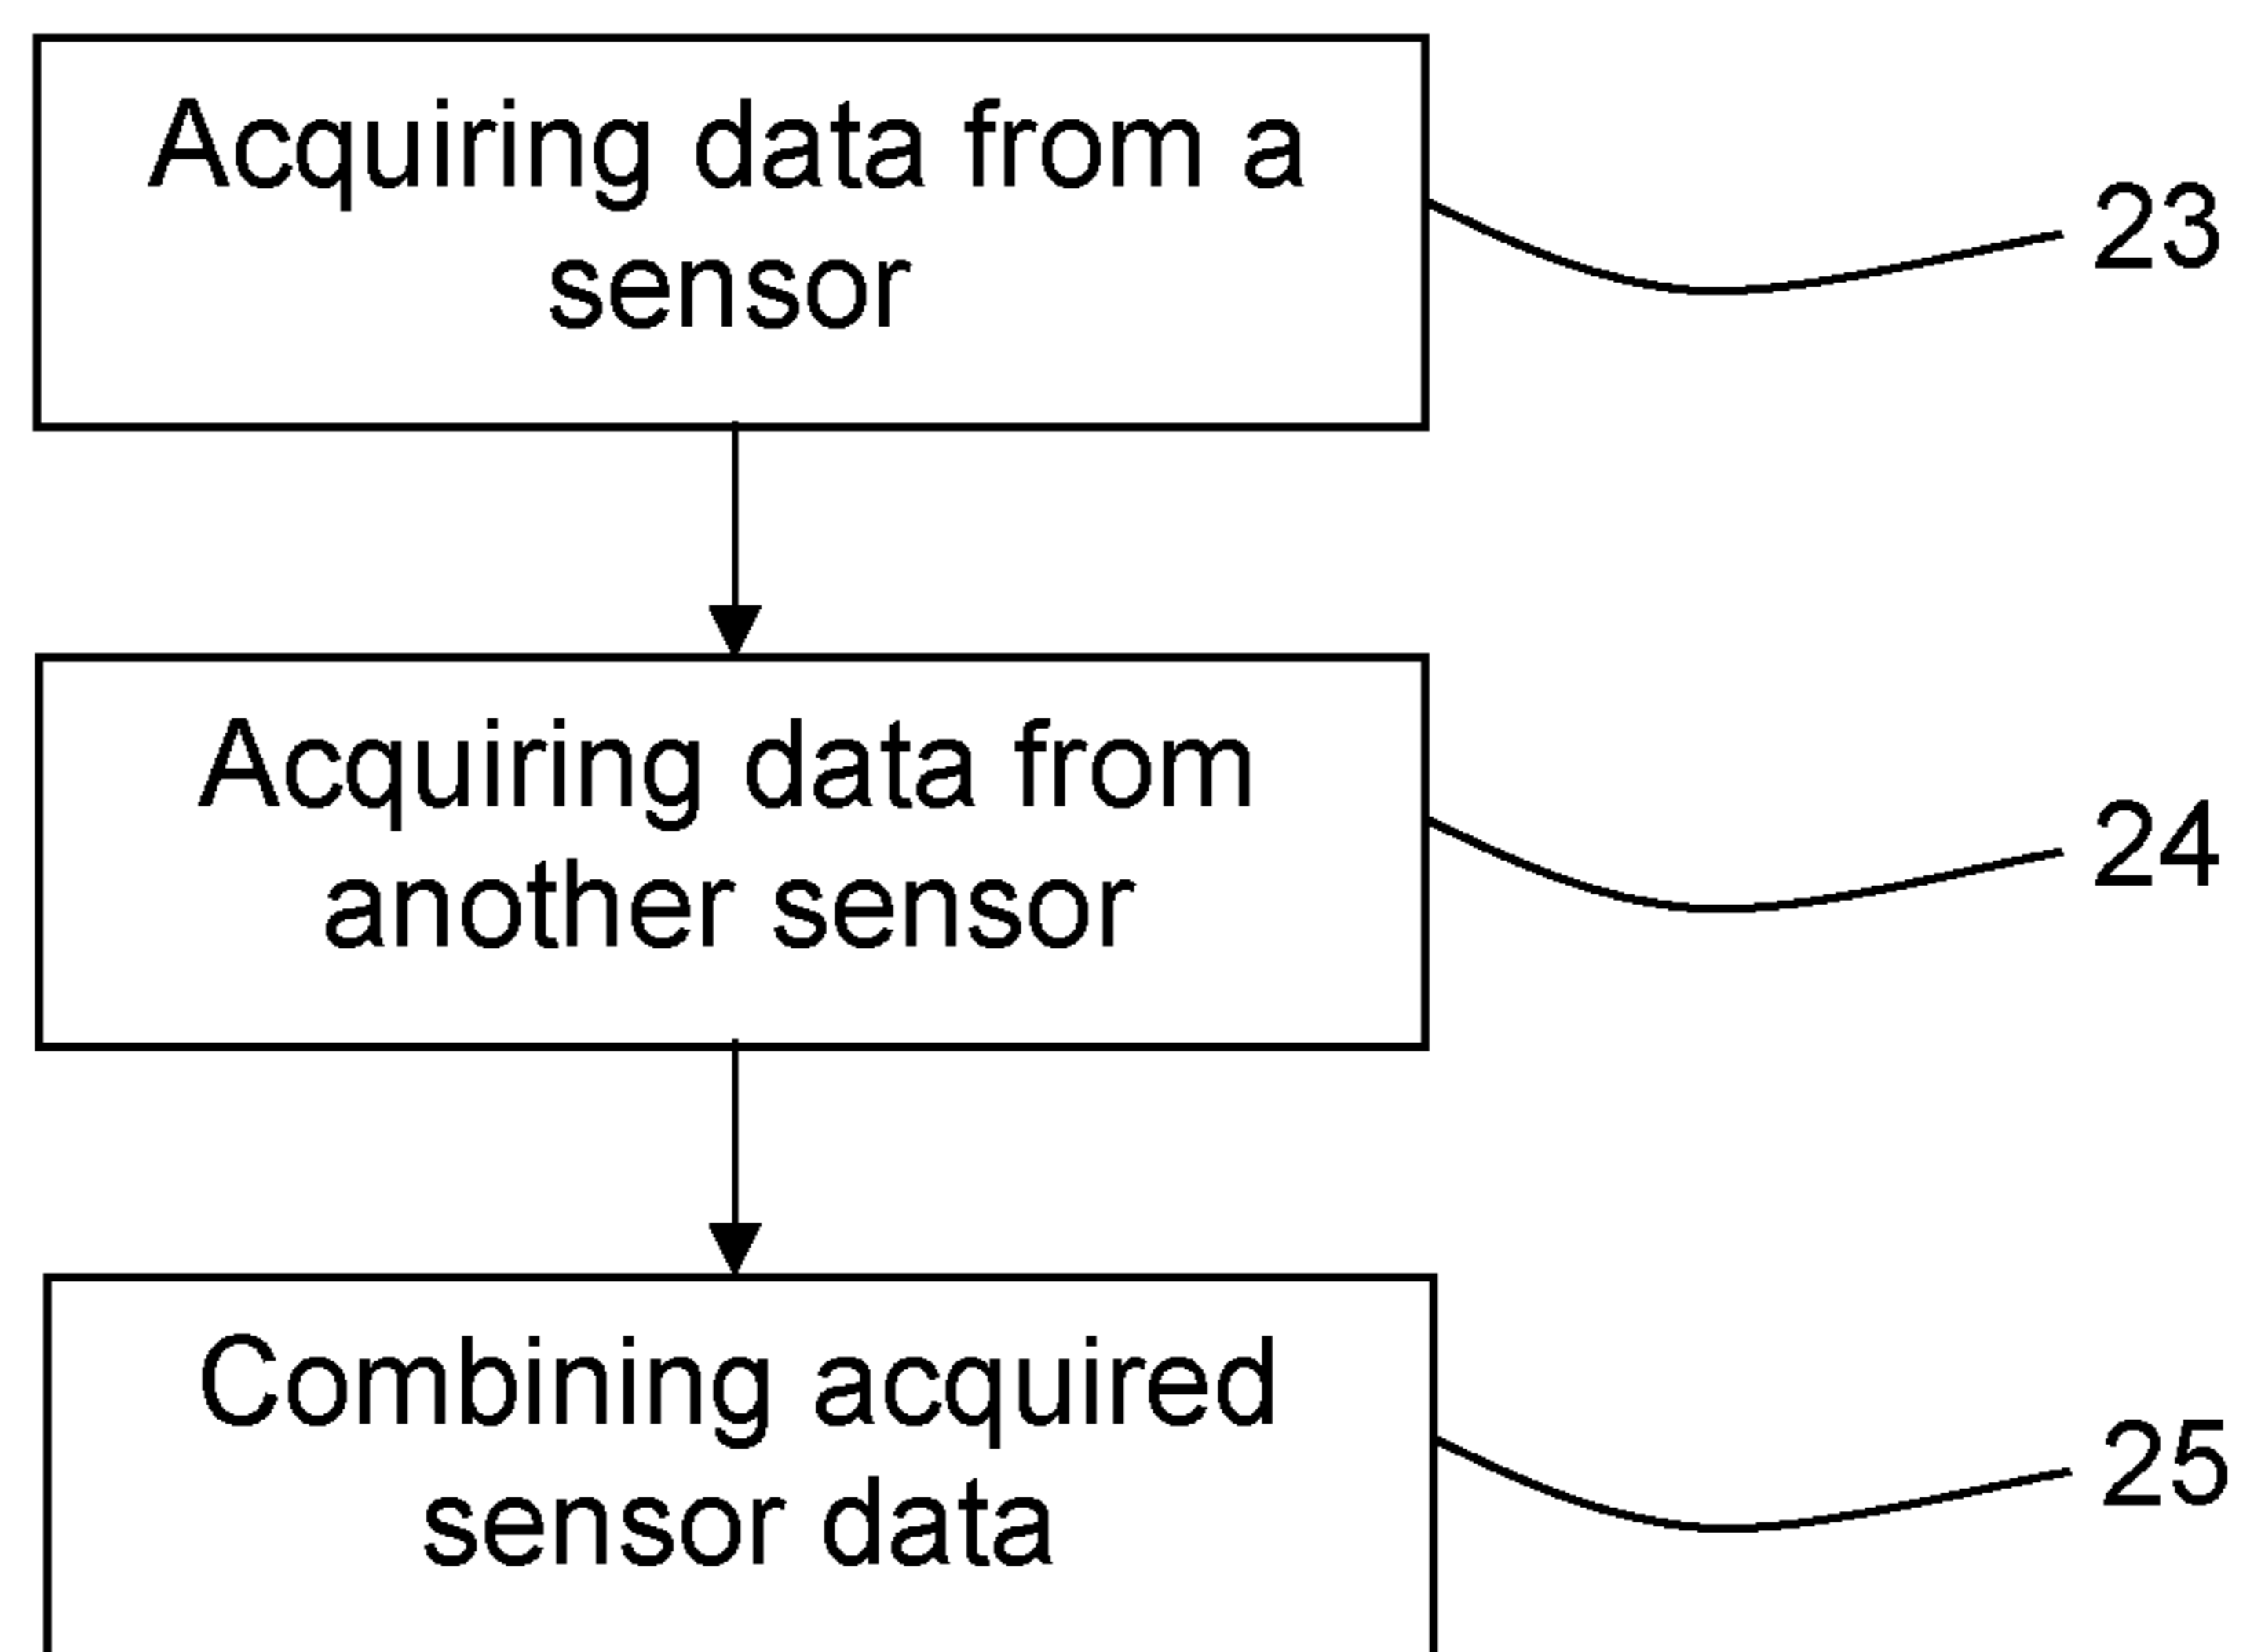 Acquiring data from a
sensor
23
Acquiring data from
another sensor
24
Combining acquired
sensor data
25